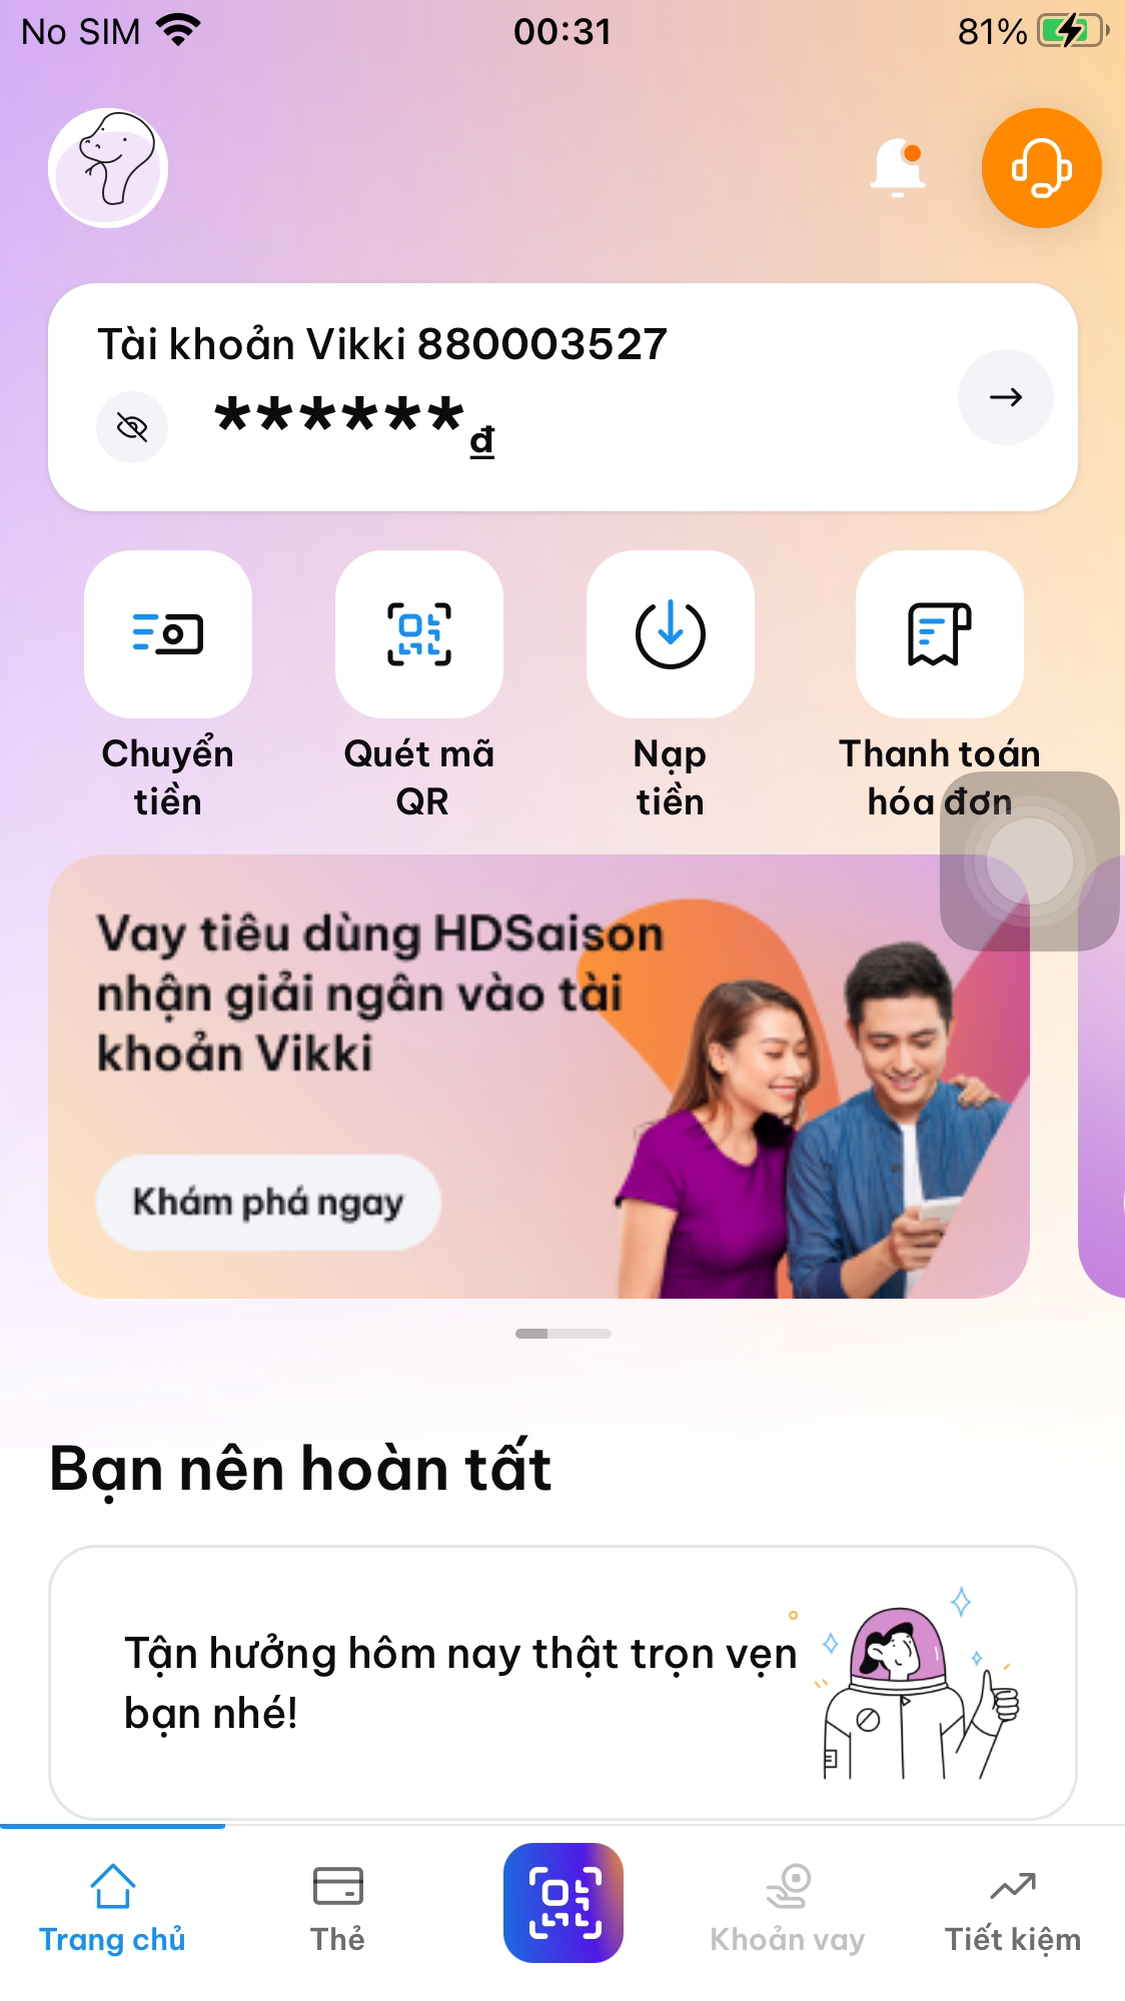 No SIM 00:31 81%
Tài khoản Vikki 880003527
******đ
Chuyển tiền
Quét mã QR
Nạp tiền
Thanh toán hóa đơn
Vay tiêu dùng HDSaison
nhận giải ngân vào tài
khoản Vikki
Khám phá ngay
Bạn nên hoàn tất
Tận hưởng hôm nay thật trọn vẹn
bạn nhé!
Trang chủ
Thẻ
Khoản vay
Tiết kiệm